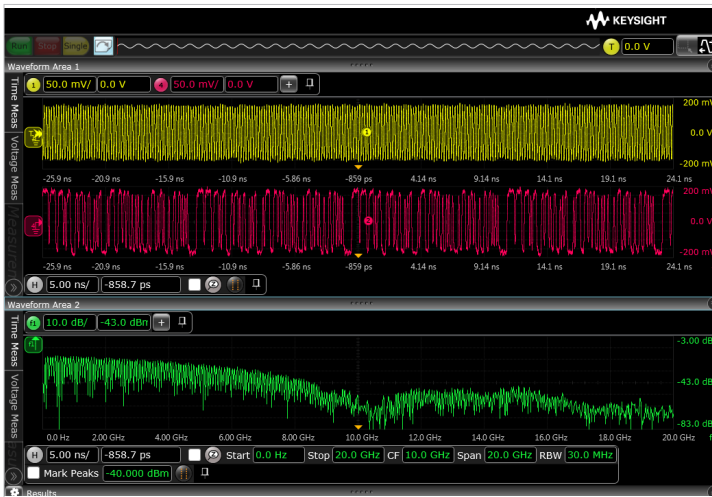 KEYSIGHT
Run Stop Single T 0.0 V
Waveform Area 1
Time Meas
Voltage Meas
1 50.0 mV/ 0.0 V 4 50.0 mV/ 0.0 V +
200 mV
1
0.0 V
-200 mV
-25.9 ns -20.9 ns -15.9 ns -10.9 ns -5.86 ns -859 ps 4.14 ns 9.14 ns 14.1 ns 19.1 ns 24.1 ns
200 mV
2
0.0 V
-200 mV
-25.9 ns -20.9 ns -15.9 ns -10.9 ns -5.86 ns -859 ps 4.14 ns 9.14 ns 14.1 ns 19.1 ns 24.1 ns
H 5.00 ns/ -858.7 ps
Waveform Area 2
Time Meas
Voltage Meas
f1 10.0 dB/ -43.0 dBm +
-3.00 dB
-43.0 dB
-83.0 dB
0.0 Hz 2.00 GHz 4.00 GHz 6.00 GHz 8.00 GHz 10.0 GHz 12.0 GHz 14.0 GHz 16.0 GHz 18.0 GHz 20.0 GHz f
H 5.00 ns/ -858.7 ps Start 0.0 Hz Stop 20.0 GHz CF 10.0 GHz Span 20.0 GHz RBW 30.0 MHz
Mark Peaks -40.000 dBm
Results